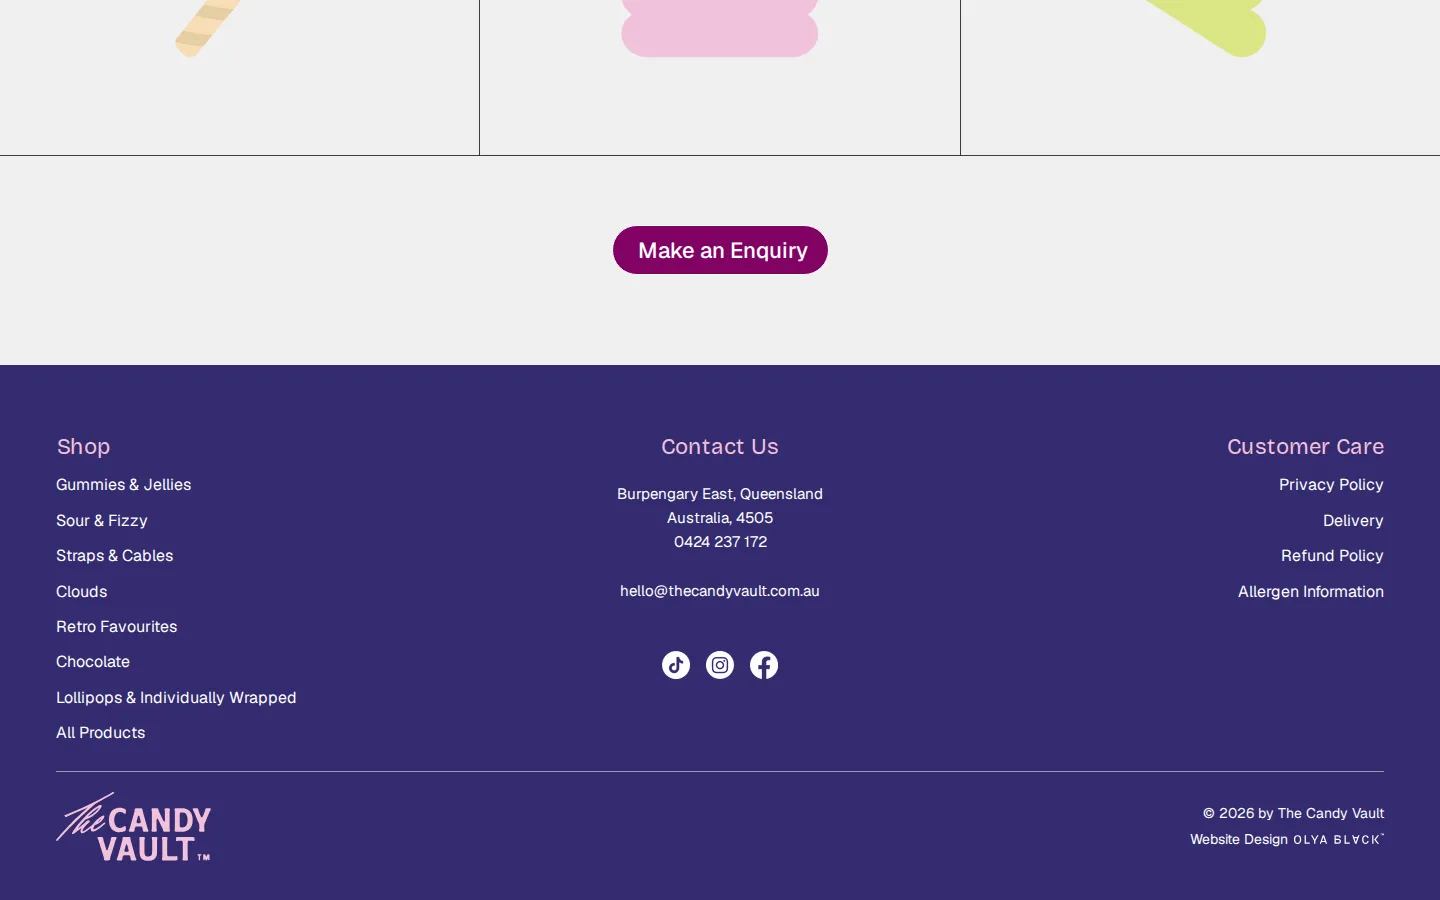 Make an Enquiry
Shop
Gummies & Jellies
Sour & Fizzy
Straps & Cables
Clouds
Retro Favourites
Chocolate
Lollipops & Individually Wrapped
All Products
Contact Us
Burpengary East, Queensland
Australia, 4505
0424 237 172
hello@thecandyvault.com.au
Customer Care
Privacy Policy
Delivery
Refund Policy
Allergen Information
The CANDY
VAULT ™
© 2026 by The Candy Vault
Website Design OLYA BLACK™